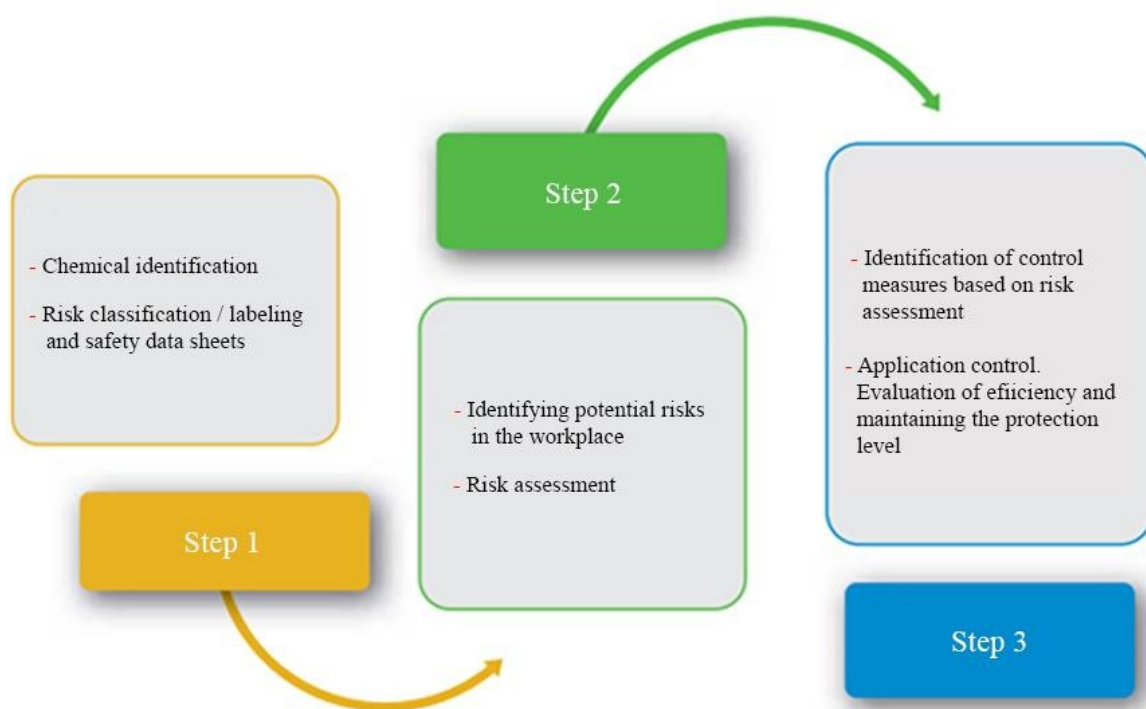 - Chemical identification
- Risk classification / labeling
and safety data sheets
Step 1
Step 2
- Identifying potential risks
in the workplace
- Risk assessment
- Identification of control
measures based on risk
assessment
- Application control.
Evaluation of efiiciency and
maintaining the protection
level
Step 3